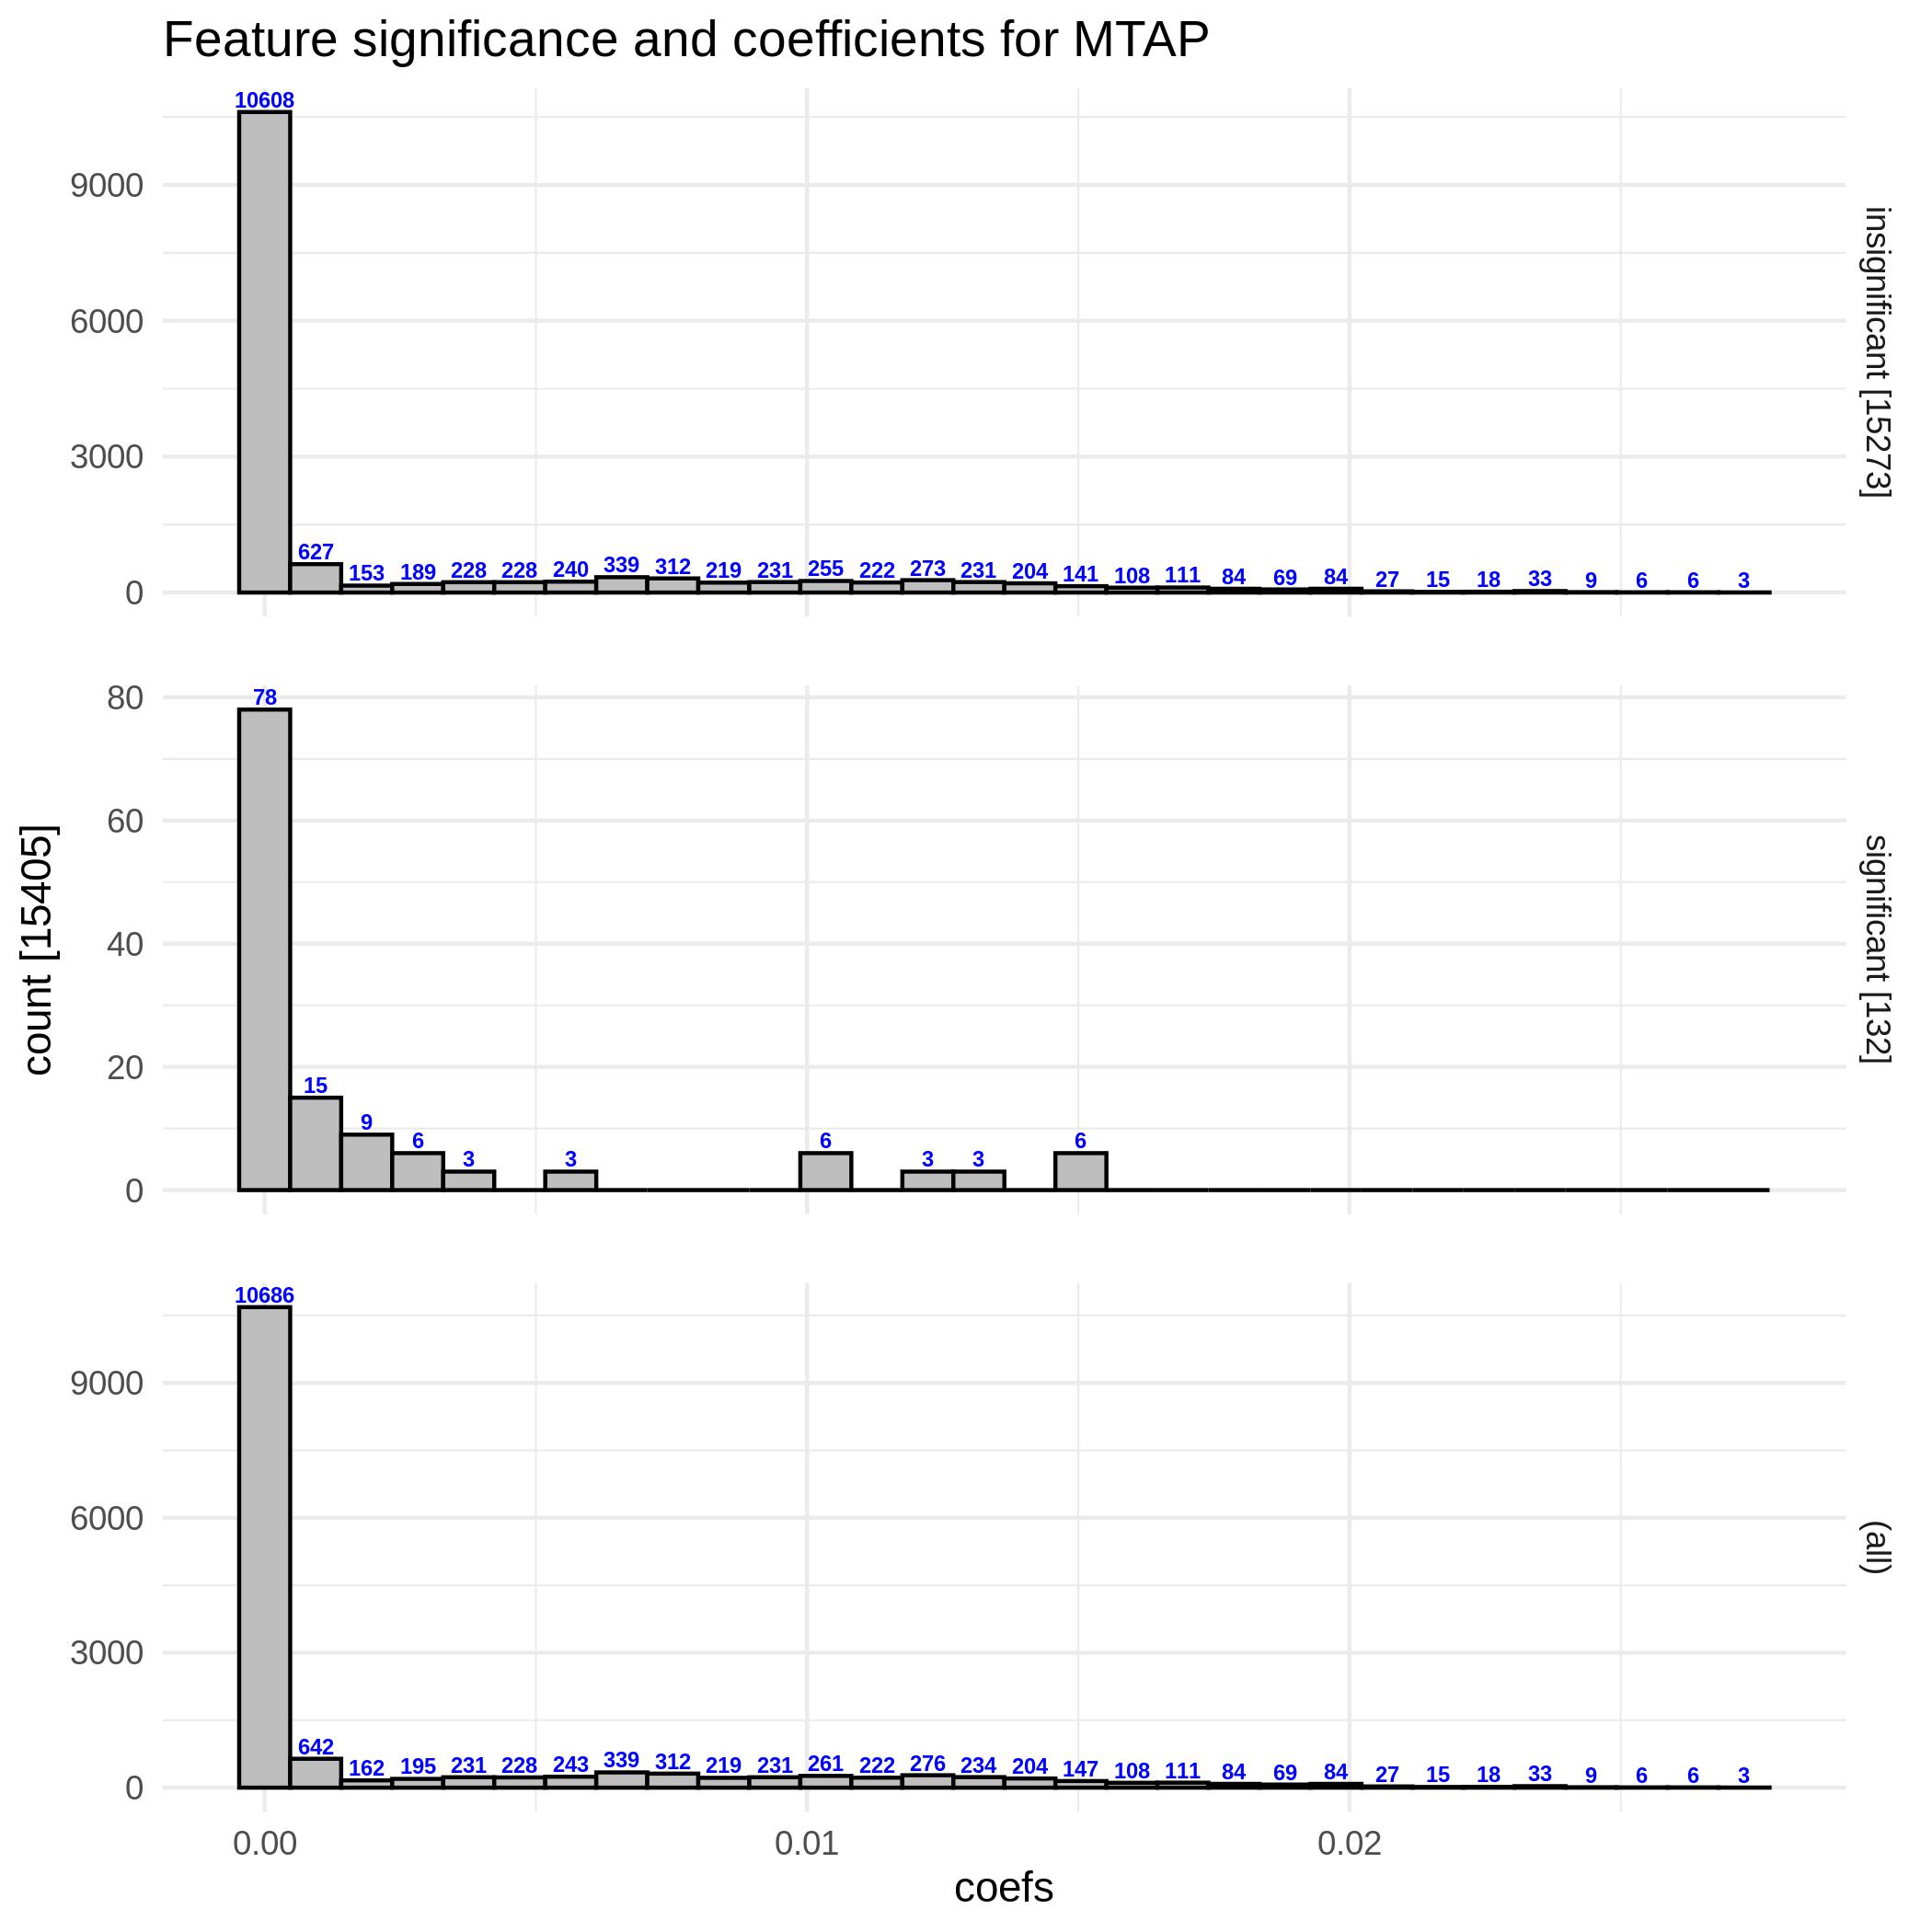 Feature significance and coefficients for MTAP
10608
9000
6000
3000
0
627 153 189 228 228 240 339 312 219 231 255 222 273 231 204 141 108 111 84 69 84 27 15 18 33 9 6 6 3
insignificant [15273]
count [15405]
80
60
40
20
0
78
15
9
6
3
3
6
3
3
6
significant [132]
10686
9000
6000
3000
0
642 162 195 231 228 243 339 312 219 231 261 222 276 234 204 147 108 111 84 69 84 27 15 18 33 9 6 6 3
(all)
0.00 0.01 0.02
coefs